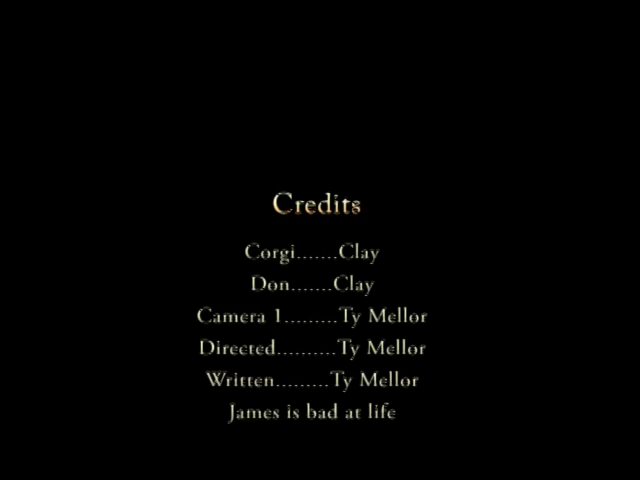 Credits
Corgi.......Clay
Don.......Clay
Camera 1.........Ty Mellor
Directed..........Ty Mellor
Written.........Ty Mellor
James is bad at life